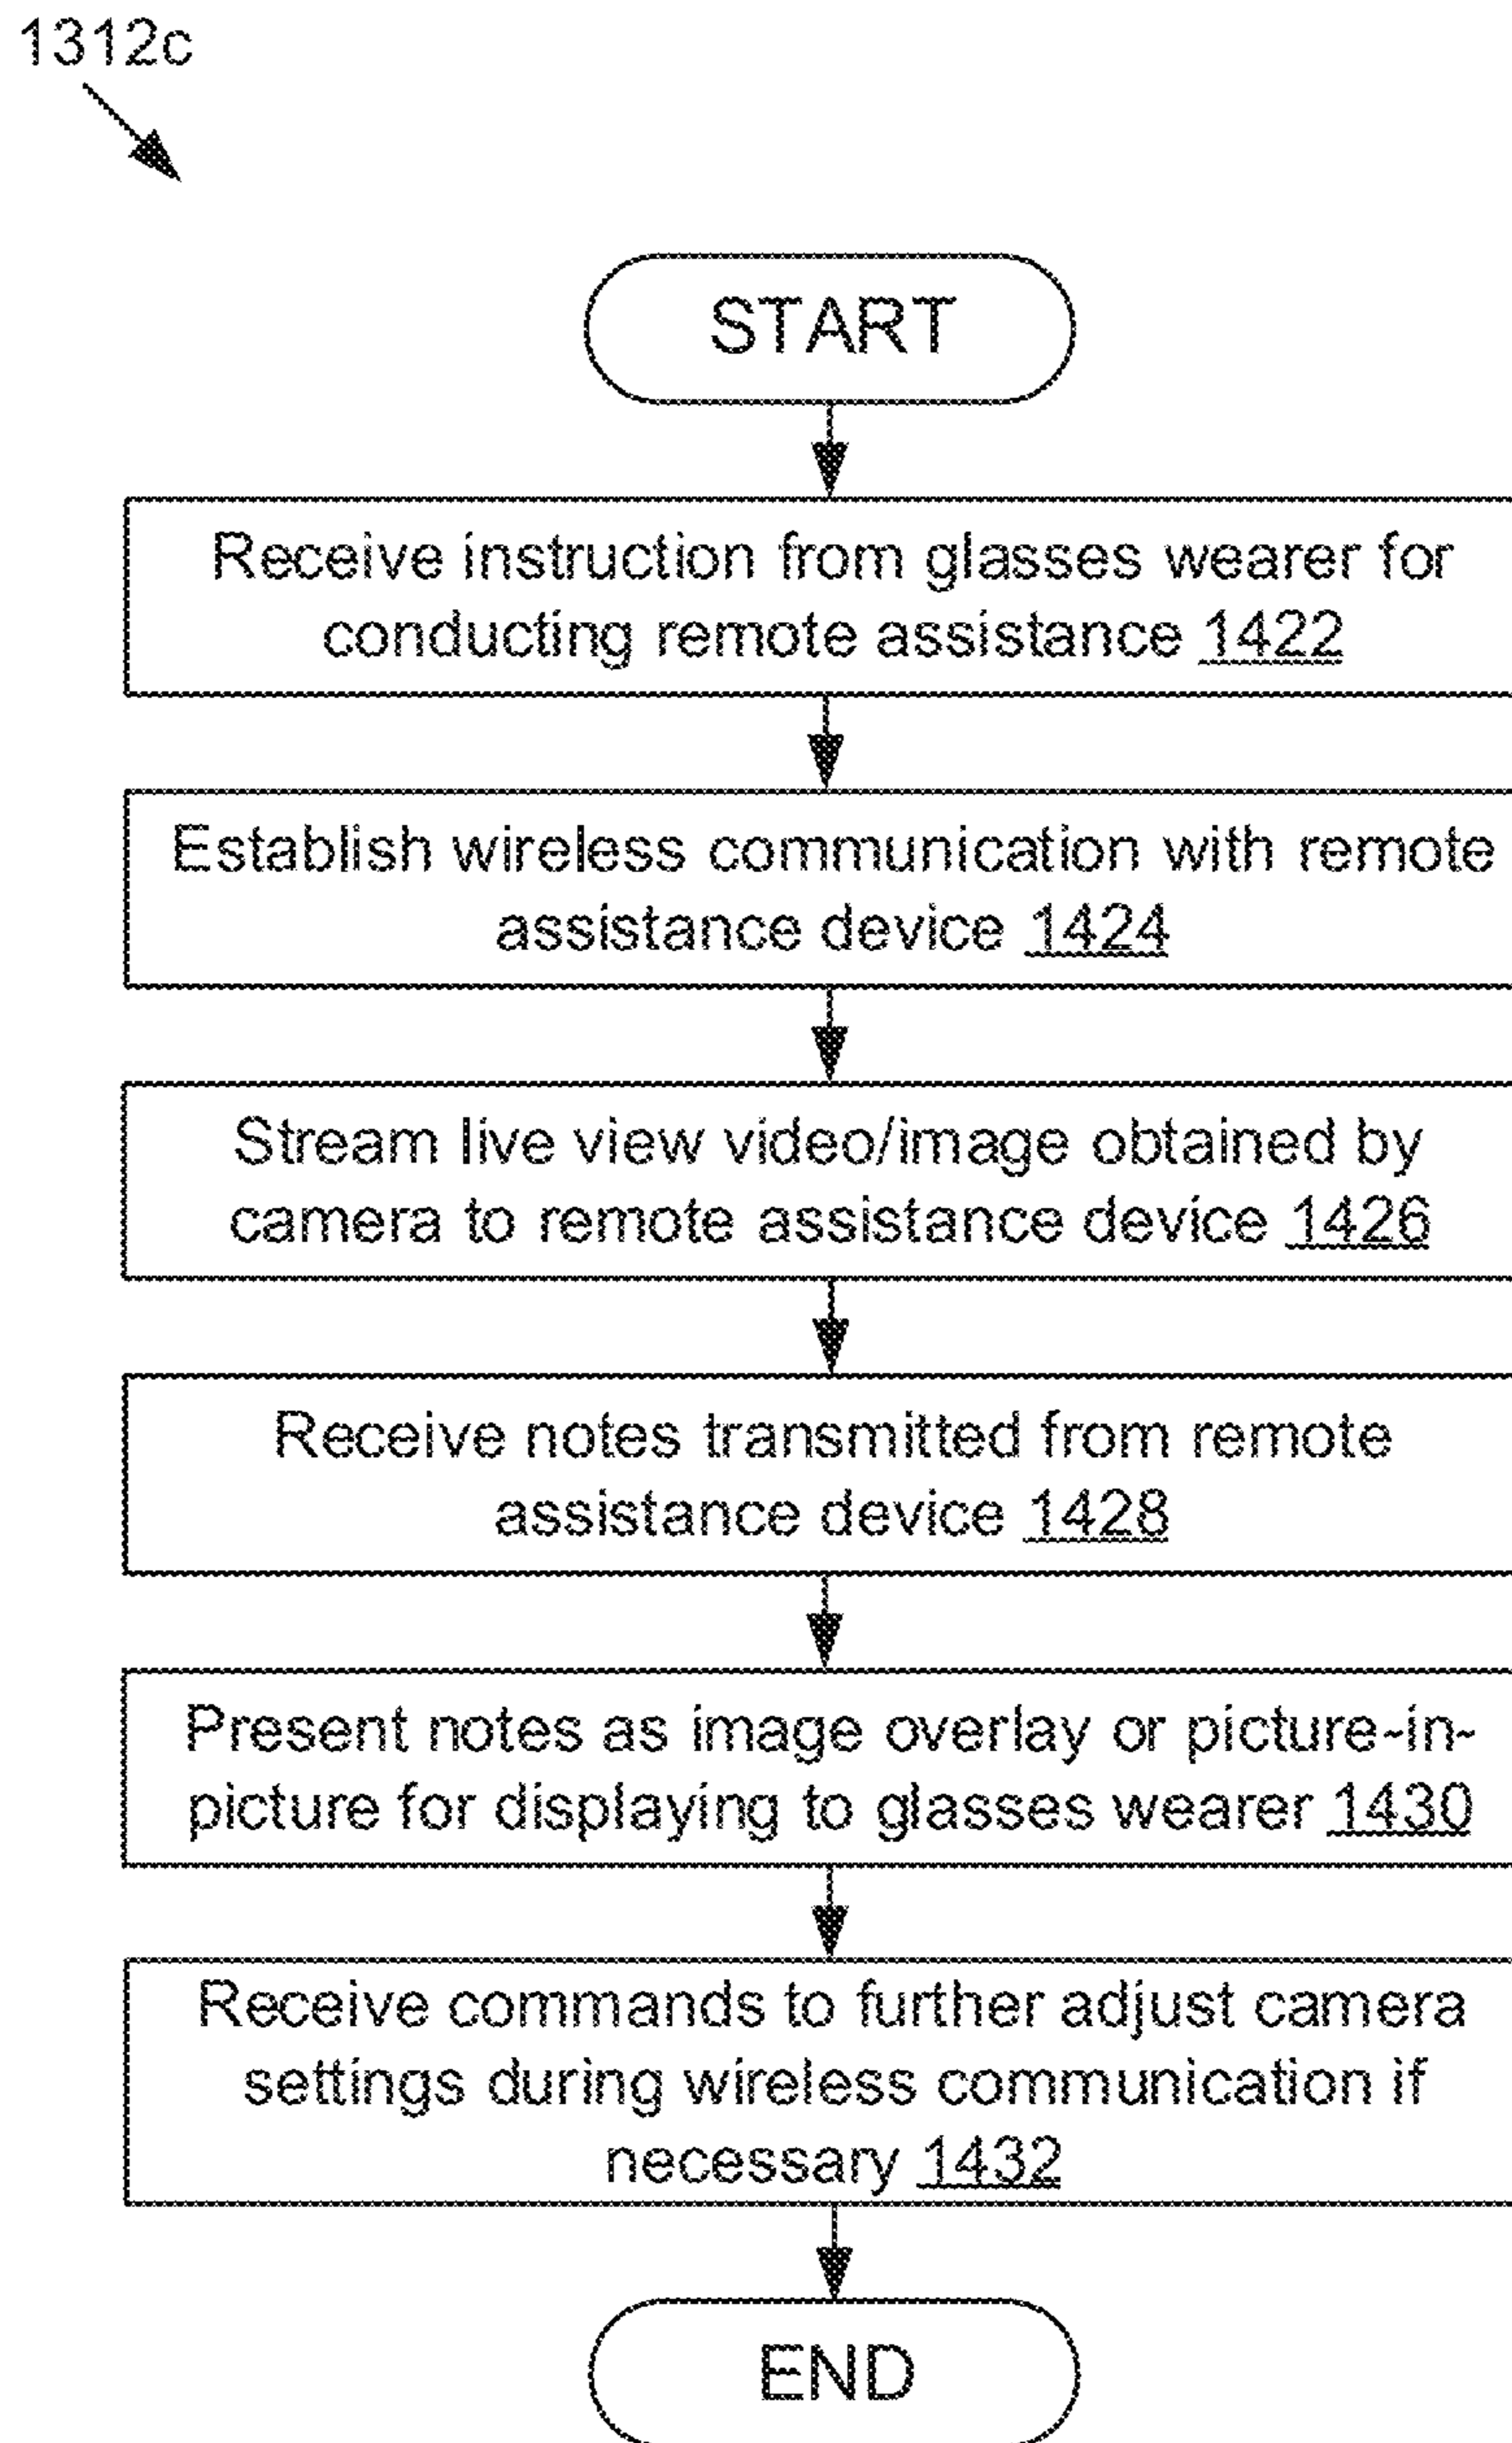 1312c
START
Receive instruction from glasses wearer for
conducting remote assistance 1422
Establish wireless communication with remote
assistance device 1424
Stream live view video/image obtained by
camera to remote assistance device 1426
Receive notes transmitted from remote
assistance device 1428
Present notes as image overlay or picture-in-
picture for displaying to glasses wearer 1430
Receive commands to further adjust camera
settings during wireless communication if
necessary 1432
END